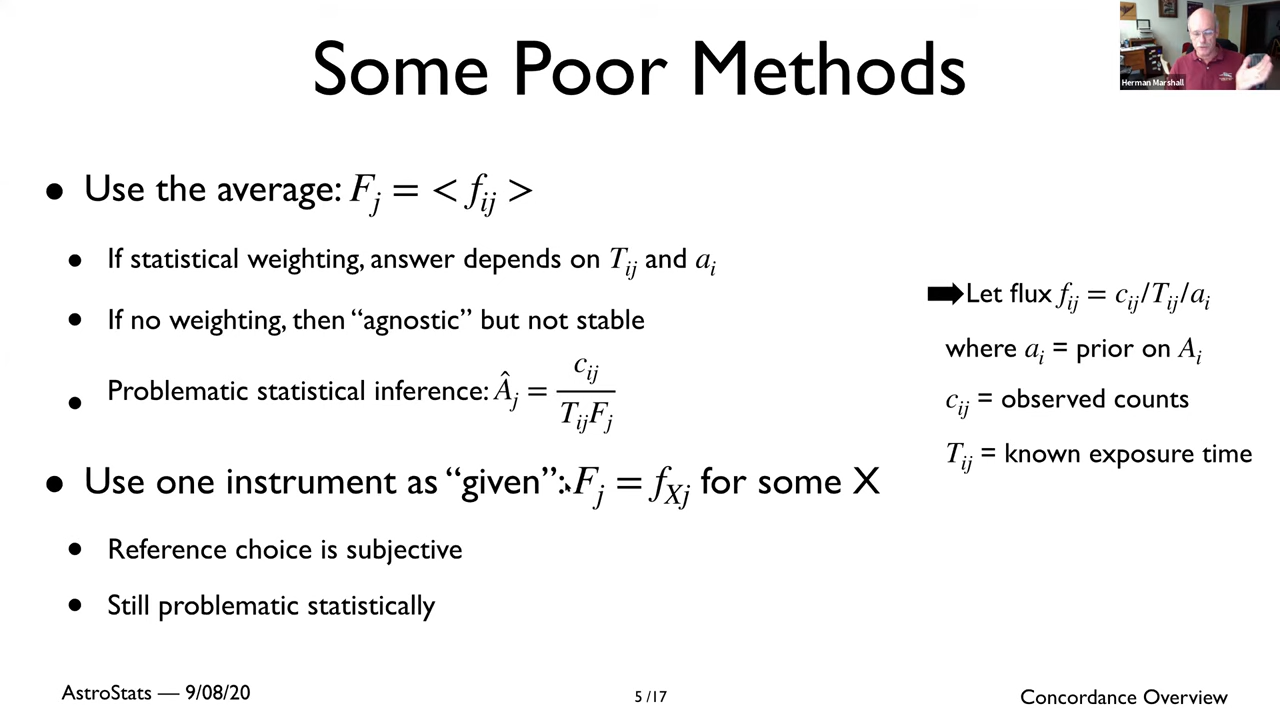 Some Poor Methods
Herman Marshall
• Use the average: F_j = < f_ij >
• If statistical weighting, answer depends on T_ij and a_i
• If no weighting, then “agnostic” but not stable
• Problematic statistical inference: Â_j = c_ij / T_ij F_j
• Use one instrument as “given”: F_j = f_Xj for some X
• Reference choice is subjective
• Still problematic statistically
➡Let flux f_ij = c_ij/T_ij/a_i
where a_i = prior on A_i
c_ij = observed counts
T_ij = known exposure time
AstroStats — 9/08/20
5 /17
Concordance Overview